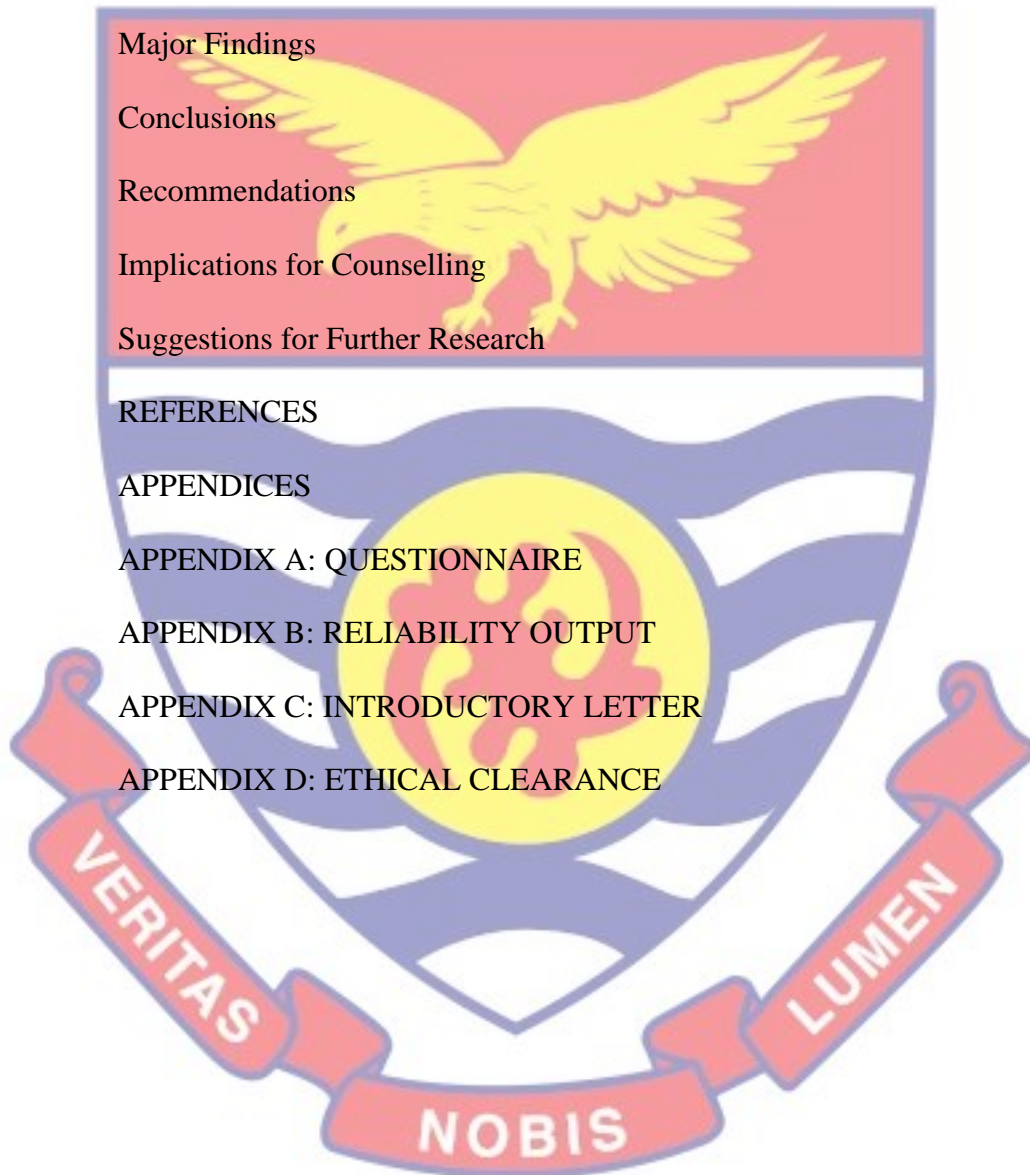 Major Findings
Conclusions
Recommendations
Implications for Counselling
Suggestions for Further Research
REFERENCES
APPENDICES
APPENDIX A: QUESTIONNAIRE
APPENDIX B: RELIABILITY OUTPUT
APPENDIX C: INTRODUCTORY LETTER
APPENDIX D: ETHICAL CLEARANCE
VERITAS
NOBIS
LUMEN